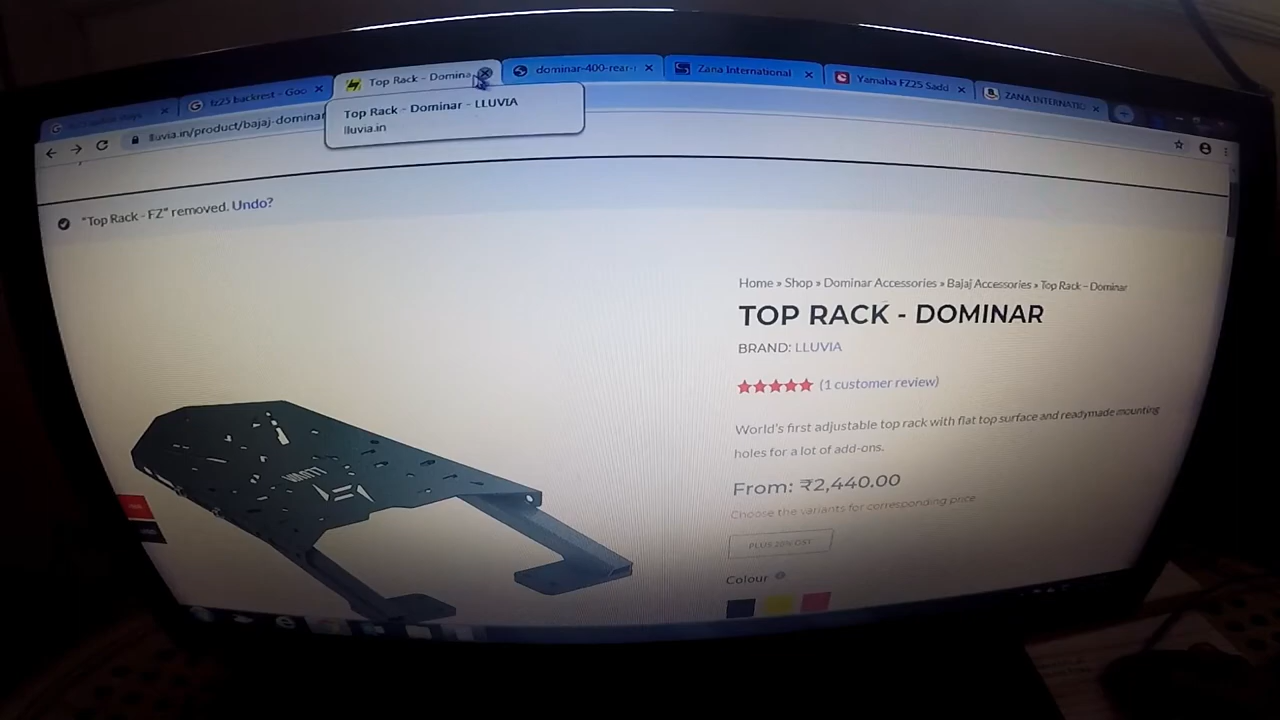 fz25 backrest - Goo
Top Rack - Domina
dominar-400-rear-
Zana International
Yamaha FZ25 Sadd
ZANA INTERNATIO
lluvia.in/product/bajaj-dominar
Top Rack - Dominar - LLUVIA
lluvia.in
"Top Rack - FZ" removed. Undo?
Home » Shop » Dominar Accessories » Bajaj Accessories » Top Rack – Dominar
TOP RACK - DOMINAR
BRAND: LLUVIA
(1 customer review)
World's first adjustable top rack with flat top surface and readymade mounting
holes for a lot of add-ons.
From: ₹2,440.00
Choose the variants for corresponding price
LLUVIA
Colour